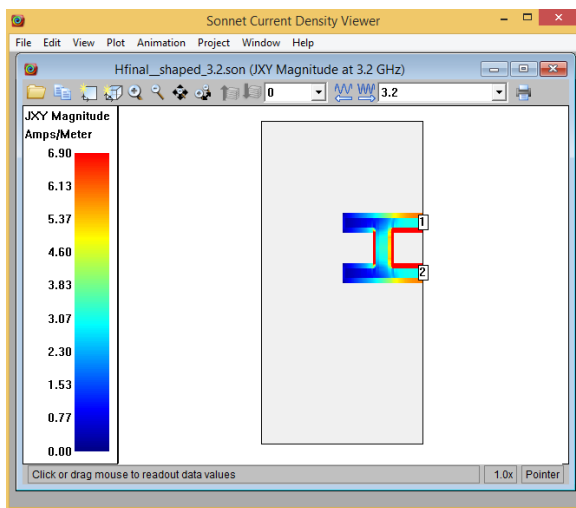 Sonnet Current Density Viewer
File Edit View Plot Animation Project Window Help
Hfinal__shaped_3.2.son (JXY Magnitude at 3.2 GHz)
0 3.2
JXY Magnitude
Amps/Meter
6.90
6.13
5.37
4.60
3.83
3.07
2.30
1.53
0.77
0.00
1
2
Click or drag mouse to readout data values 1.0x Pointer